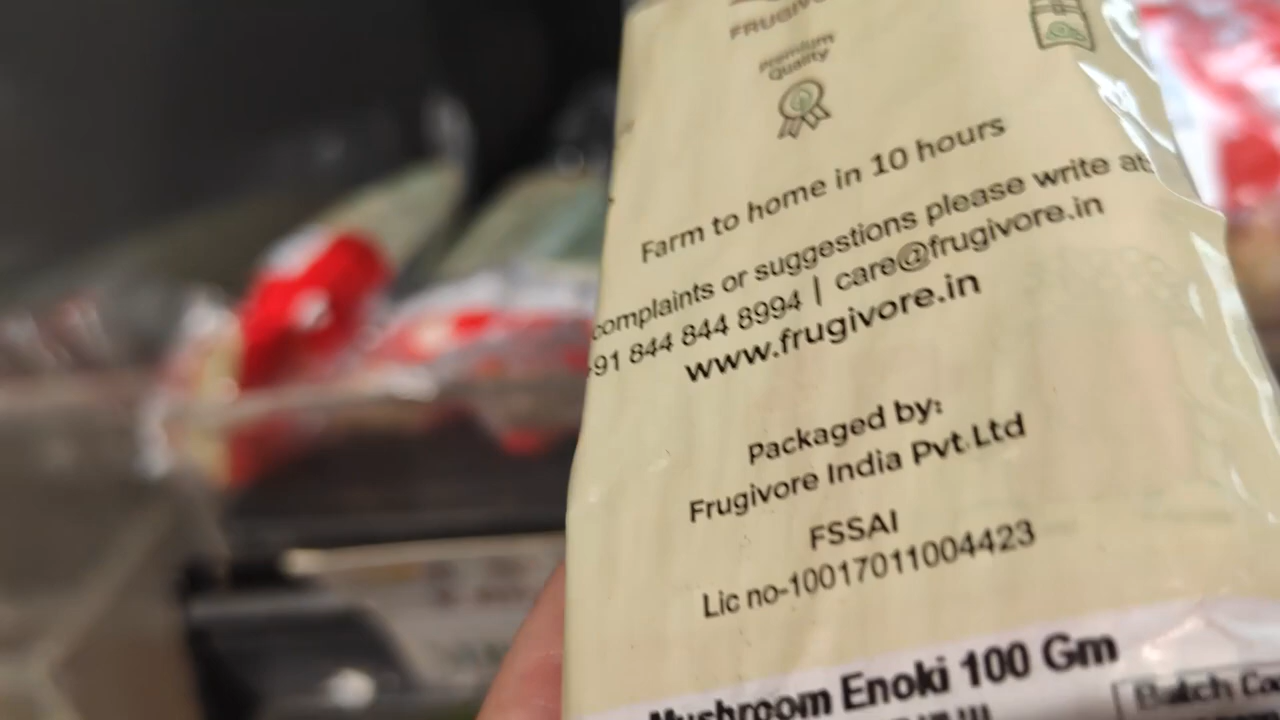 Premium
Quality
Farm to home in 10 hours
complaints or suggestions please write at
91 844 844 8994 | care@frugivore.in
www.frugivore.in
Packaged by:
Frugivore India Pvt Ltd
FSSAI
Lic no-10017011004423
Mushroom Enoki 100 Gm
Batch